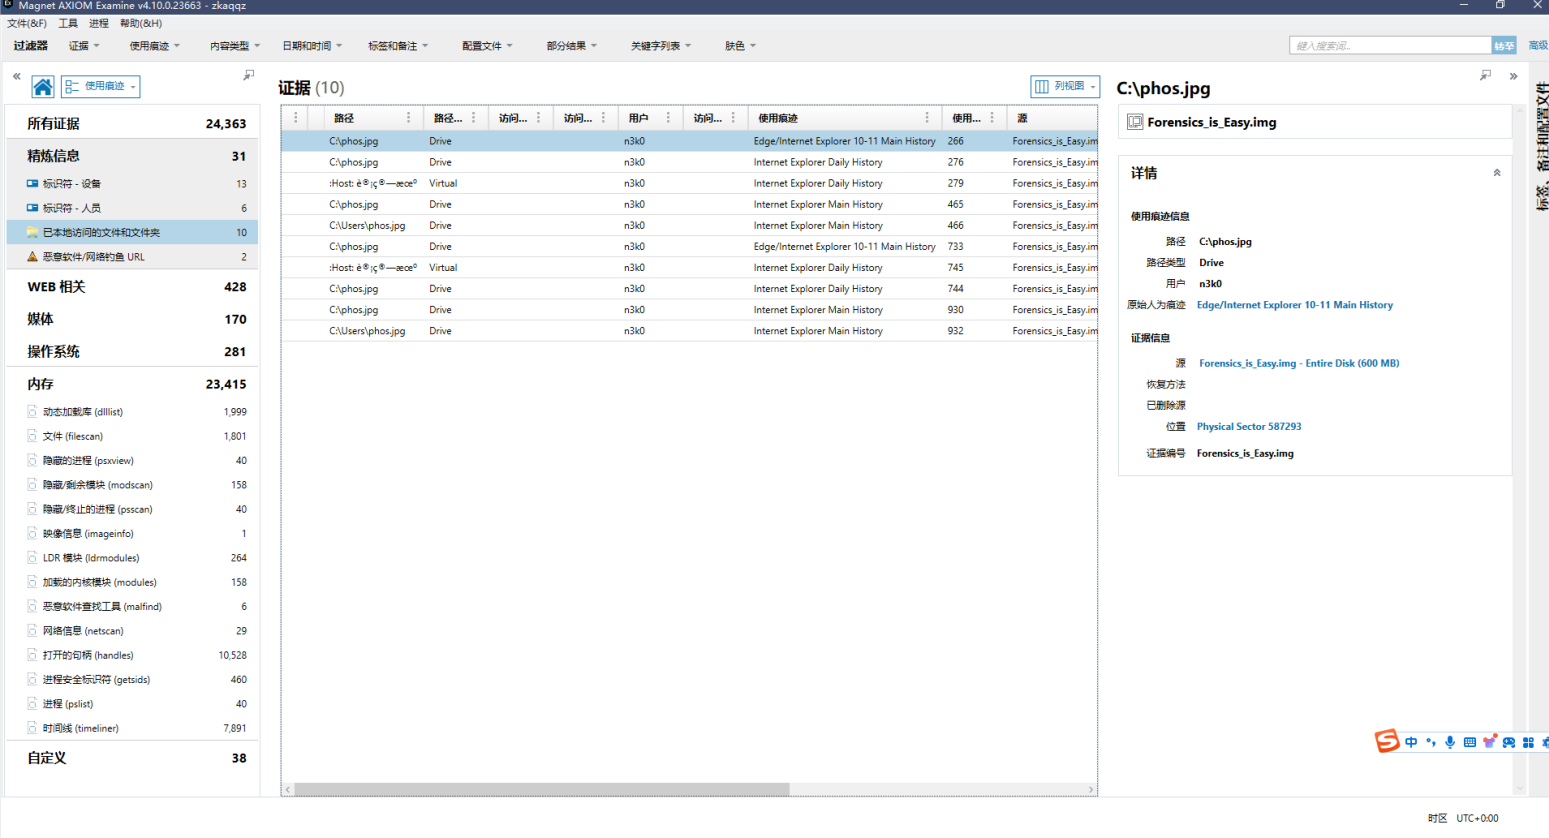 Magnet AXIOM Examine v4.10.0.23663 - zkaqqz
文件(&F) 工具 进程 帮助(&H)
过滤器 证据 使用痕迹 内容类型 日期和时间 标签和备注 配置文件 部分结果 关键字列表 肤色 键入搜索词... 转至 高级
使用痕迹
所有证据 24,363
精炼信息 31
标识符 - 设备 13
标识符 - 人员 6
已本地访问的文件和文件夹 10
恶意软件/网络钓鱼 URL 2
WEB 相关 428
媒体 170
操作系统 281
内存 23,415
动态加载库 (dlllist) 1,999
文件 (filescan) 1,801
隐藏的进程 (psxview) 40
隐藏/剩余模块 (modscan) 158
隐藏/终止的进程 (psscan) 40
映像信息 (imageinfo) 1
LDR 模块 (ldrmodules) 264
加载的内核模块 (modules) 158
恶意软件查找工具 (malfind) 6
网络信息 (netscan) 29
打开的句柄 (handles) 10,528
进程安全标识符 (getsids) 460
进程 (pslist) 40
时间线 (timeliner) 7,891
自定义 38
证据 (10) 列视图
路径 路径... 访问... 访问... 用户 访问... 使用痕迹 使用... 源
C:\phos.jpg Drive n3k0 Edge/Internet Explorer 10-11 Main History 266 Forensics_is_Easy.im
C:\phos.jpg Drive n3k0 Internet Explorer Daily History 276 Forensics_is_Easy.im
:Host: è®¡ç®—æœº Virtual n3k0 Internet Explorer Daily History 279 Forensics_is_Easy.im
C:\phos.jpg Drive n3k0 Internet Explorer Main History 465 Forensics_is_Easy.im
C:\Users\phos.jpg Drive n3k0 Internet Explorer Main History 466 Forensics_is_Easy.im
C:\phos.jpg Drive n3k0 Edge/Internet Explorer 10-11 Main History 733 Forensics_is_Easy.im
:Host: è®¡ç®—æœº Virtual n3k0 Internet Explorer Daily History 745 Forensics_is_Easy.im
C:\phos.jpg Drive n3k0 Internet Explorer Daily History 744 Forensics_is_Easy.im
C:\phos.jpg Drive n3k0 Internet Explorer Main History 930 Forensics_is_Easy.im
C:\Users\phos.jpg Drive n3k0 Internet Explorer Main History 932 Forensics_is_Easy.im
C:\phos.jpg
Forensics_is_Easy.img
详情
使用痕迹信息
路径 C:\phos.jpg
路径类型 Drive
用户 n3k0
原始人为痕迹 Edge/Internet Explorer 10-11 Main History
证据信息
源 Forensics_is_Easy.img - Entire Disk (600 MB)
恢复方法
已删除源
位置 Physical Sector 587293
证据编号 Forensics_is_Easy.img
标签、备注和配置文件
中
时区 UTC+0:00